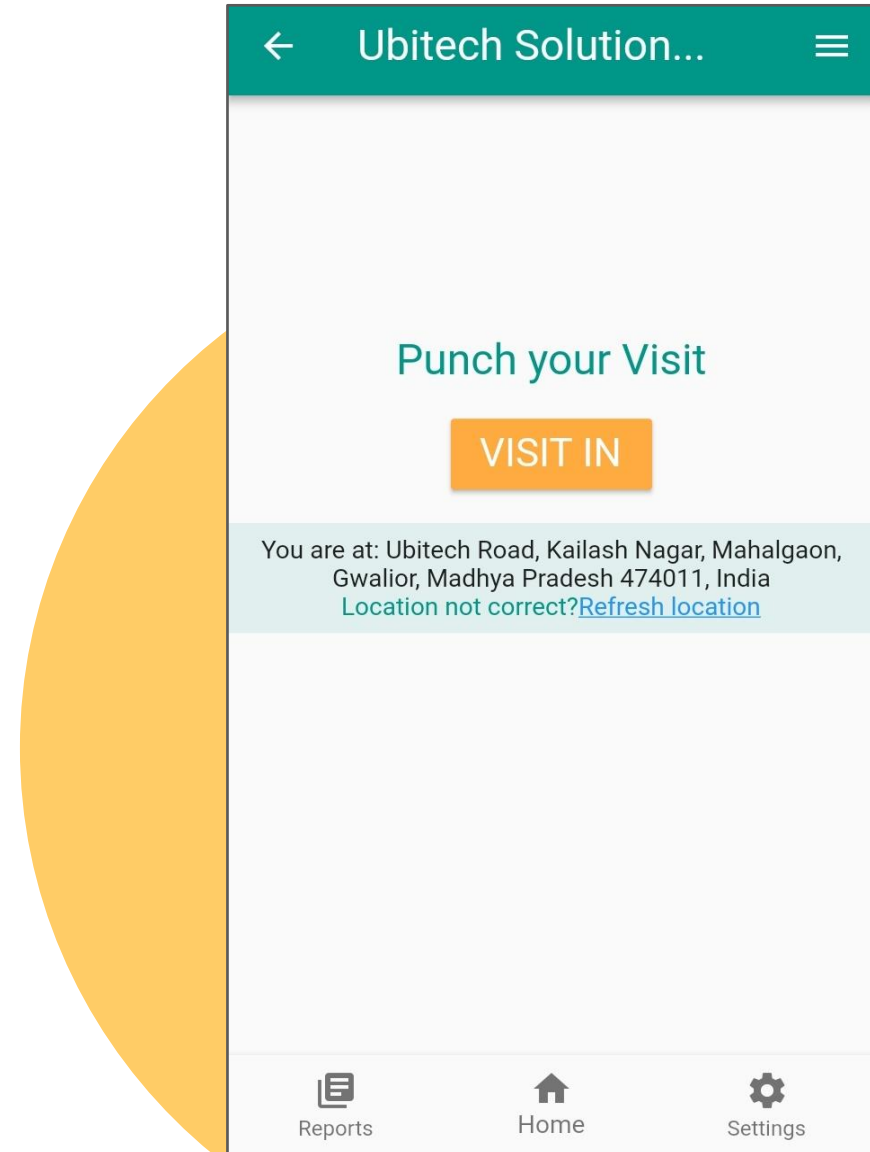 Ubitech Solution...
Punch your Visit
VISIT IN
You are at: Ubitech Road, Kailash Nagar, Mahalgaon,
Gwalior, Madhya Pradesh 474011, India
Location not correct?Refresh location
Reports Home Settings